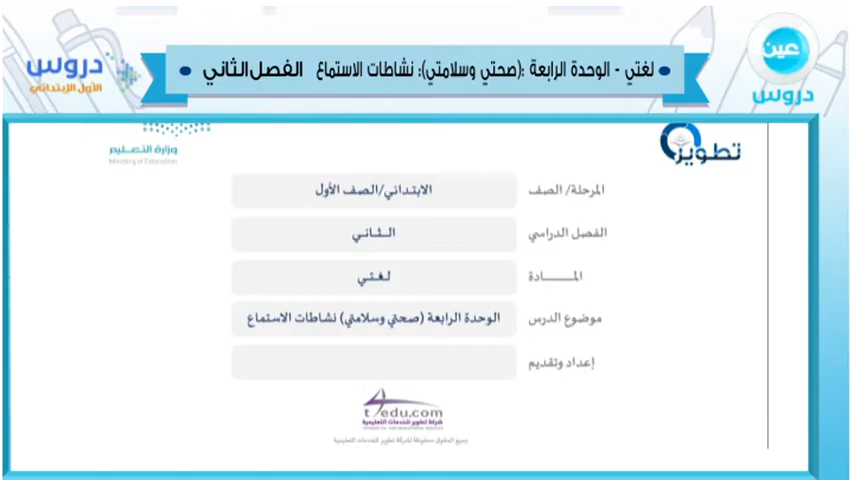 لغتي - الوحدة الرابعة :(صحتي وسلامتي): نشاطات الاستماع الفصل الثاني
عين
دروس
دروس
الأول الإبتدائي
تطوير
وزارة التعليم
Ministry of Education
المرحلة/ الصف الابتدائي/الصف الأول
الفصل الدراسي الثاني
المادة لغتي
موضوع الدرس الوحدة الرابعة (صحتي وسلامتي) نشاطات الاستماع
إعداد وتقديم
t4edu.com
شركة تطوير للخدمات التعليمية
جميع الحقوق محفوظة لشركة تطوير للخدمات التعليمية